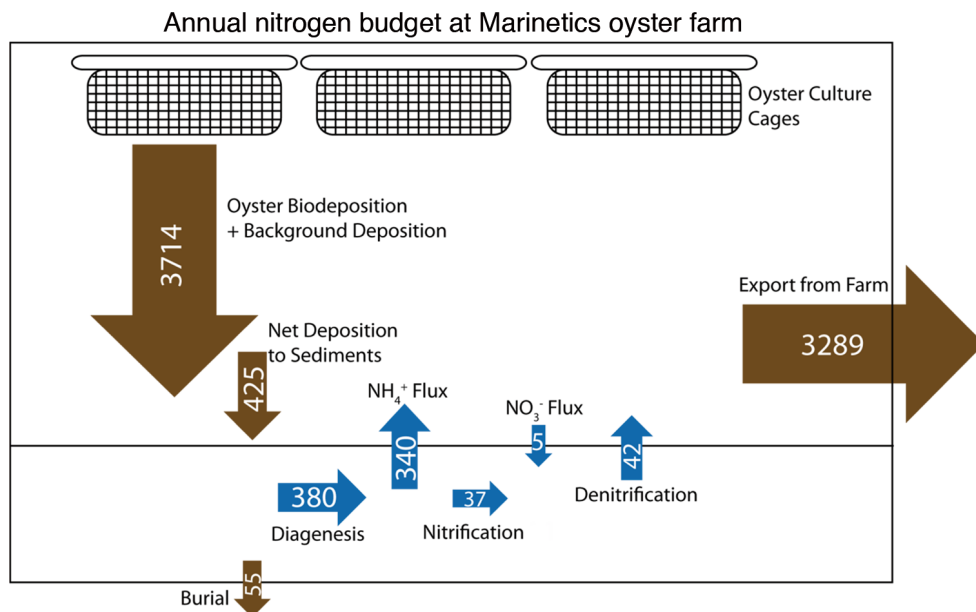 Annual nitrogen budget at Marinetics oyster farm
Oyster Culture
Cages
Oyster Biodeposition
+ Background Deposition
3714
Export from Farm
3289
Net Deposition
to Sediments
425
NH₄⁺ Flux
340
NO₃⁻ Flux
5
42
Denitrification
380
Diagenesis
37
Nitrification
Burial
55